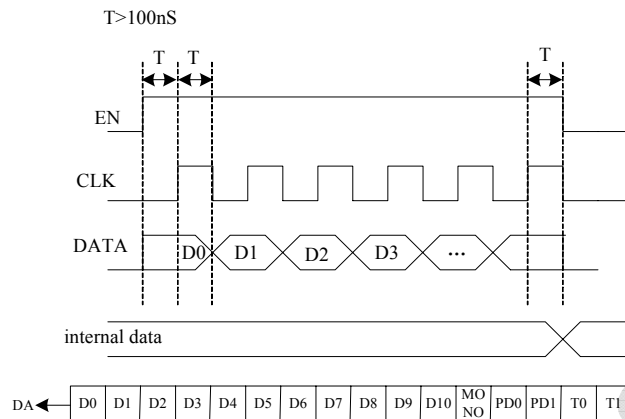 T>100nS
T T T
EN
CLK
DATA D0 D1 D2 D3 ...
internal data
DA D0 D1 D2 D3 D4 D5 D6 D7 D8 D9 D10 MO NO PD0 PD1 T0 T1